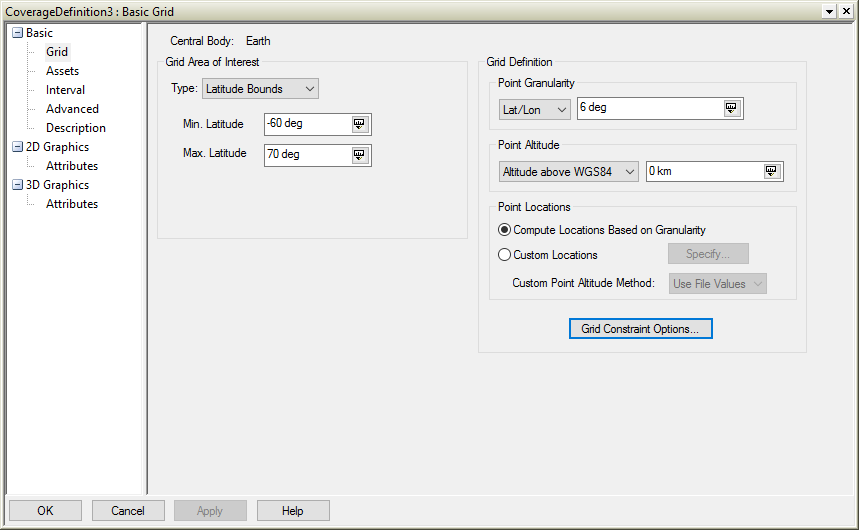 CoverageDefinition3 : Basic Grid
Basic
Grid
Assets
Interval
Advanced
Description
2D Graphics
Attributes
3D Graphics
Attributes
Central Body: Earth
Grid Area of Interest
Type: Latitude Bounds
Min. Latitude -60 deg
Max. Latitude 70 deg
Grid Definition
Point Granularity
Lat/Lon 6 deg
Point Altitude
Altitude above WGS84 0 km
Point Locations
Compute Locations Based on Granularity
Custom Locations Specify...
Custom Point Altitude Method: Use File Values
Grid Constraint Options...
OK Cancel Apply Help